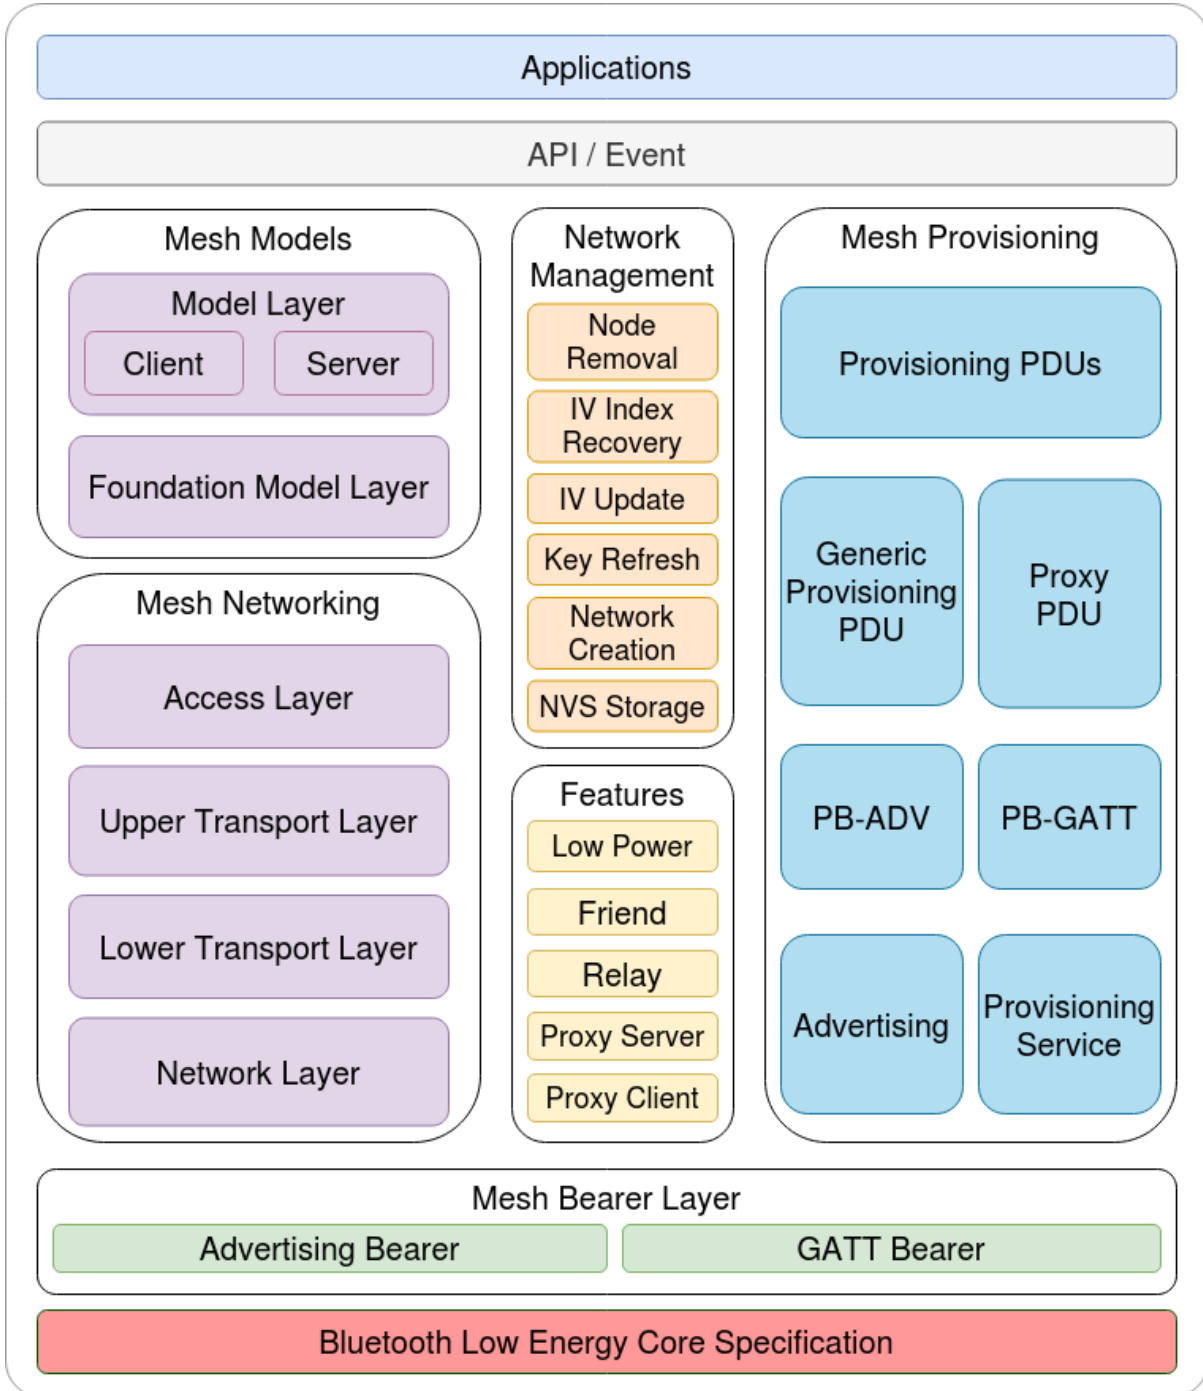 Applications
API / Event
Mesh Models
Model Layer
Client
Server
Foundation Model Layer
Mesh Networking
Access Layer
Upper Transport Layer
Lower Transport Layer
Network Layer
Network
Management
Node
Removal
IV Index
Recovery
IV Update
Key Refresh
Network
Creation
NVS Storage
Features
Low Power
Friend
Relay
Proxy Server
Proxy Client
Mesh Provisioning
Provisioning PDUs
Generic
Provisioning
PDU
Proxy
PDU
PB-ADV
PB-GATT
Advertising
Provisioning
Service
Mesh Bearer Layer
Advertising Bearer
GATT Bearer
Bluetooth Low Energy Core Specification